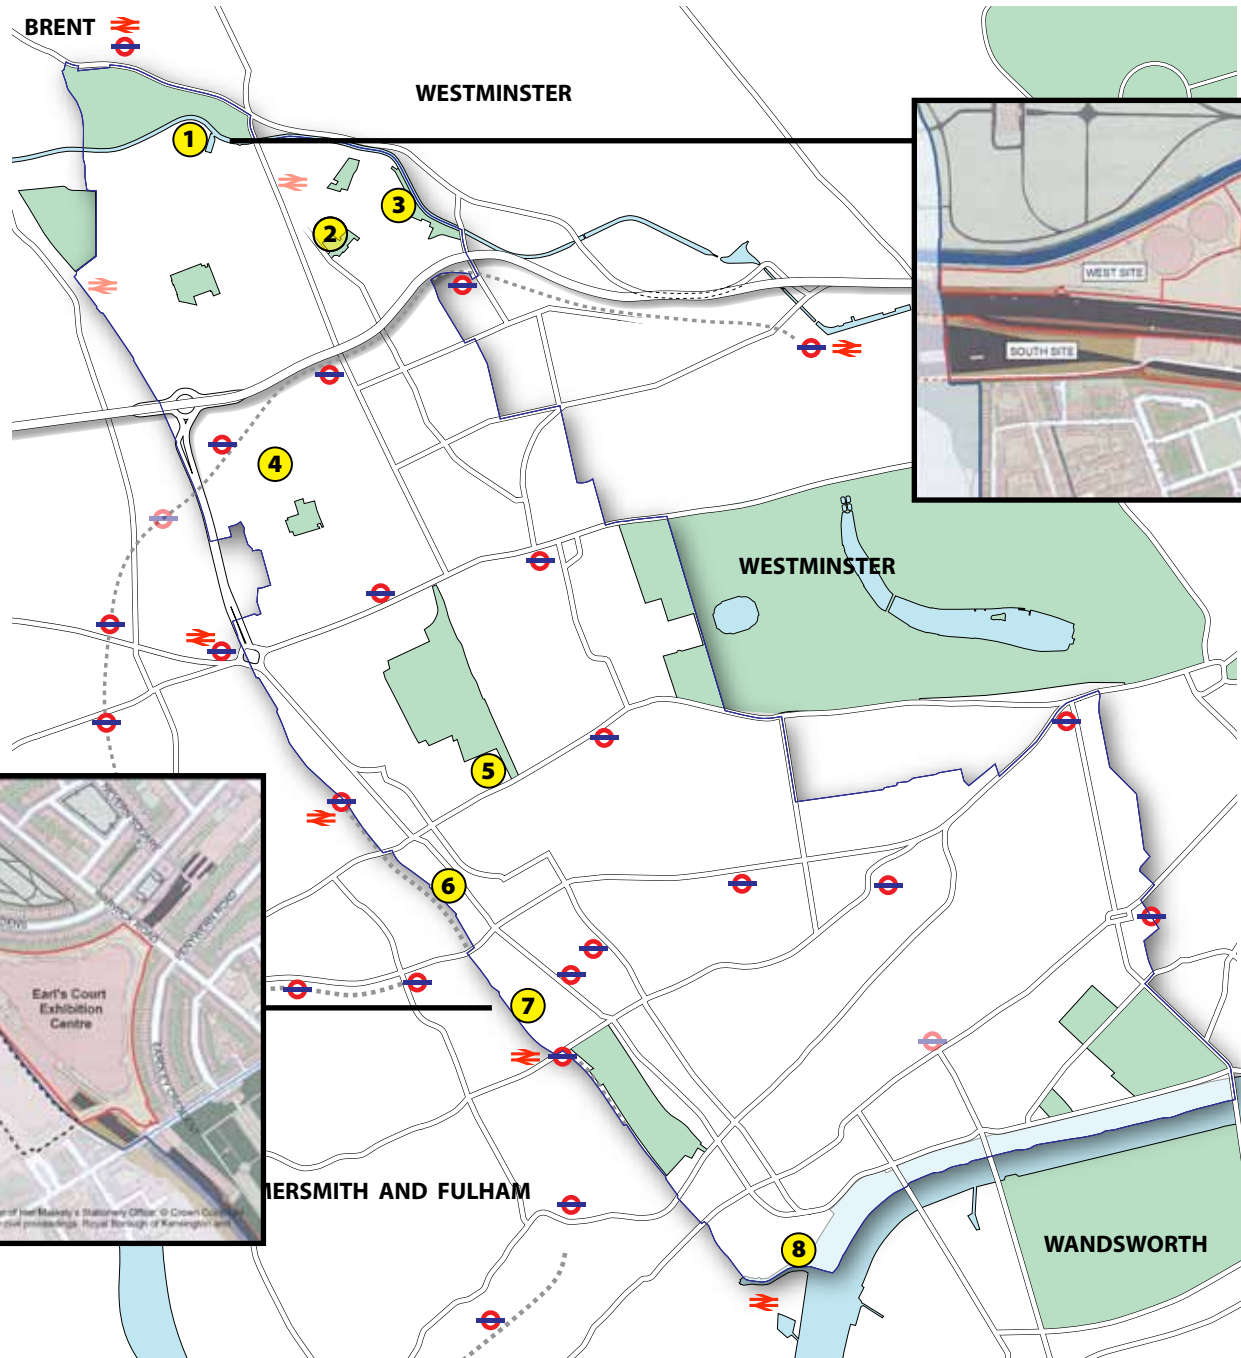 BRENT
WESTMINSTER
1
3
2
WEST SITE
SOUTH SITE
4
WESTMINSTER
5
6
Earl's Court
Exhibition
Centre
7
MERSMITH AND FULHAM
8
WANDSWORTH